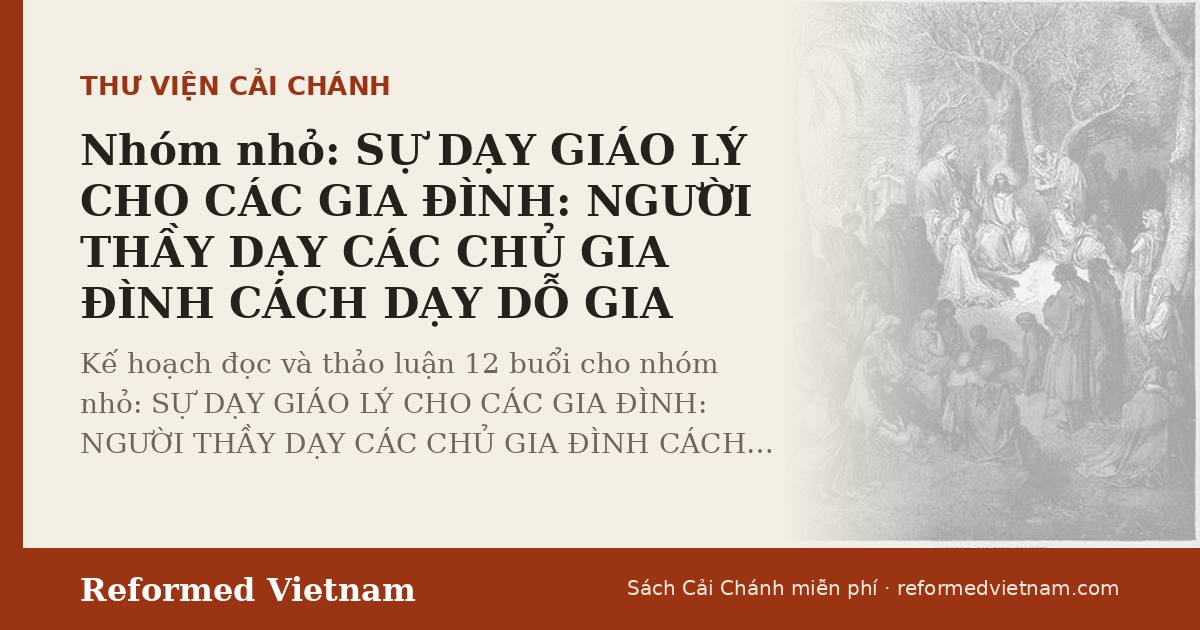 THƯ VIỆN CẢI CHÁNH
Nhóm nhỏ: SỰ DẠY GIÁO LÝ
CHO CÁC GIA ĐÌNH: NGƯỜI
THẦY DẠY CÁC CHỦ GIA
ĐÌNH CÁCH DẠY DỖ GIA
Kế hoạch đọc và thảo luận 12 buổi cho nhóm
nhỏ: SỰ DẠY GIÁO LÝ CHO CÁC GIA ĐÌNH:
NGƯỜI THẦY DẠY CÁC CHỦ GIA ĐÌNH CÁCH...
Reformed Vietnam
Sách Cải Chánh miễn phí · reformedvietnam.com